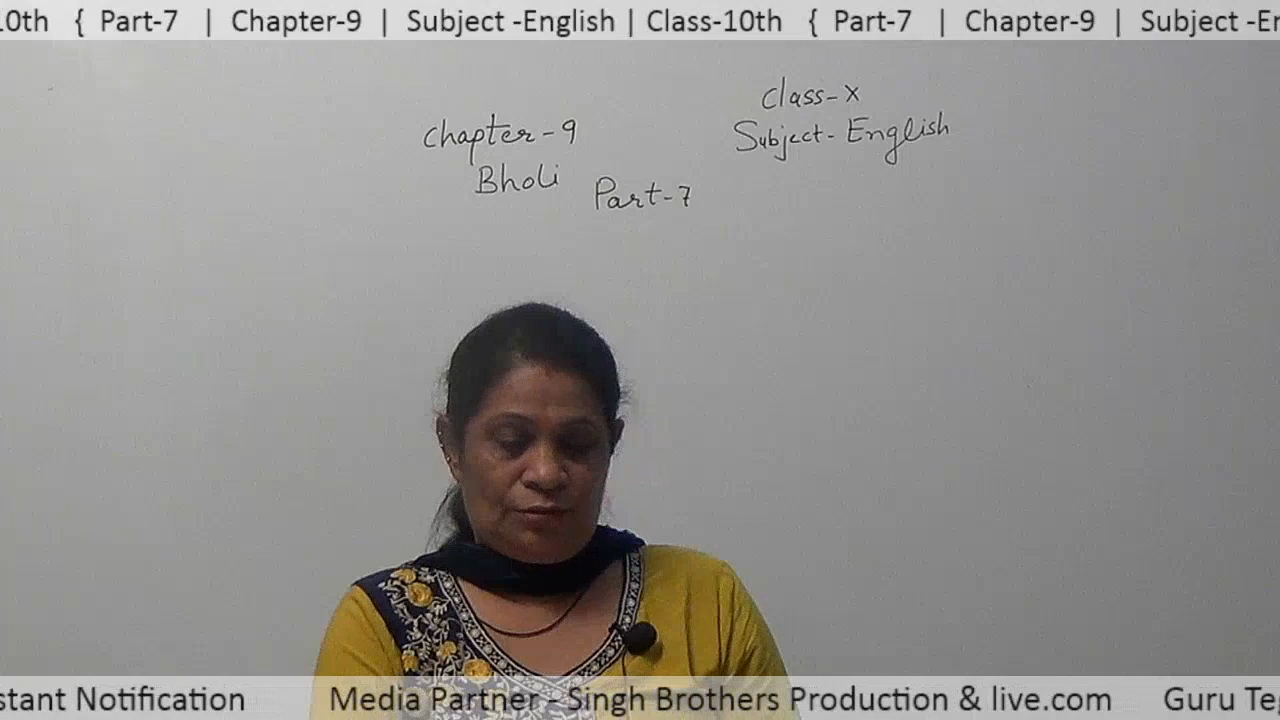 10th { Part-7 | Chapter-9 | Subject -English | Class-10th { Part-7 | Chapter-9 | Subject -En
Class-X
Chapter-9
Subject-English
Bholi
Part-7
stant Notification Media Partner - Singh Brothers Production & live.com Guru Teg